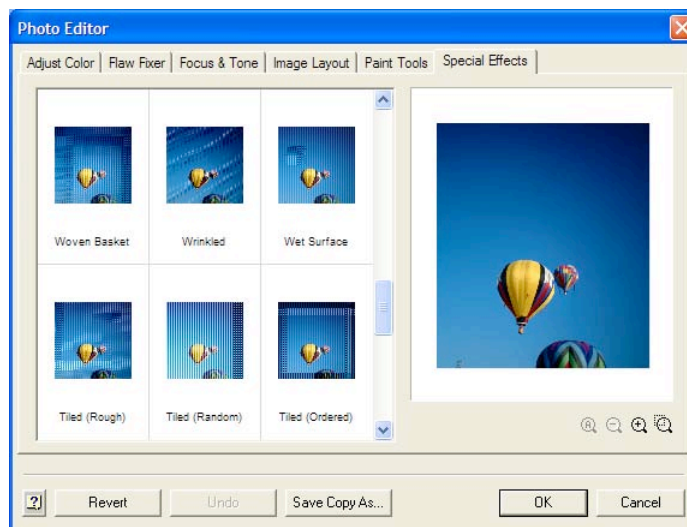 Photo Editor
Adjust Color Flaw Fixer Focus & Tone Image Layout Paint Tools Special Effects
Woven Basket Wrinkled Wet Surface
Tiled (Rough) Tiled (Random) Tiled (Ordered)
? Revert Undo Save Copy As... OK Cancel